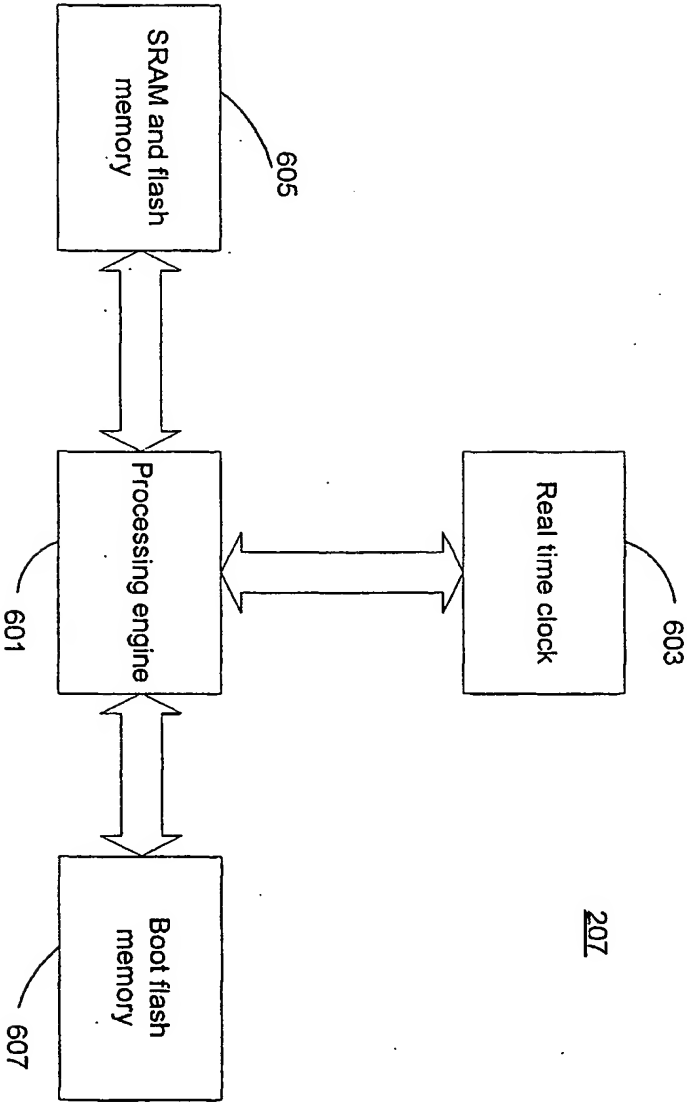 603
Real time clock
207
605
SRAM and flash
memory
Processing engine
601
Boot flash
memory
607